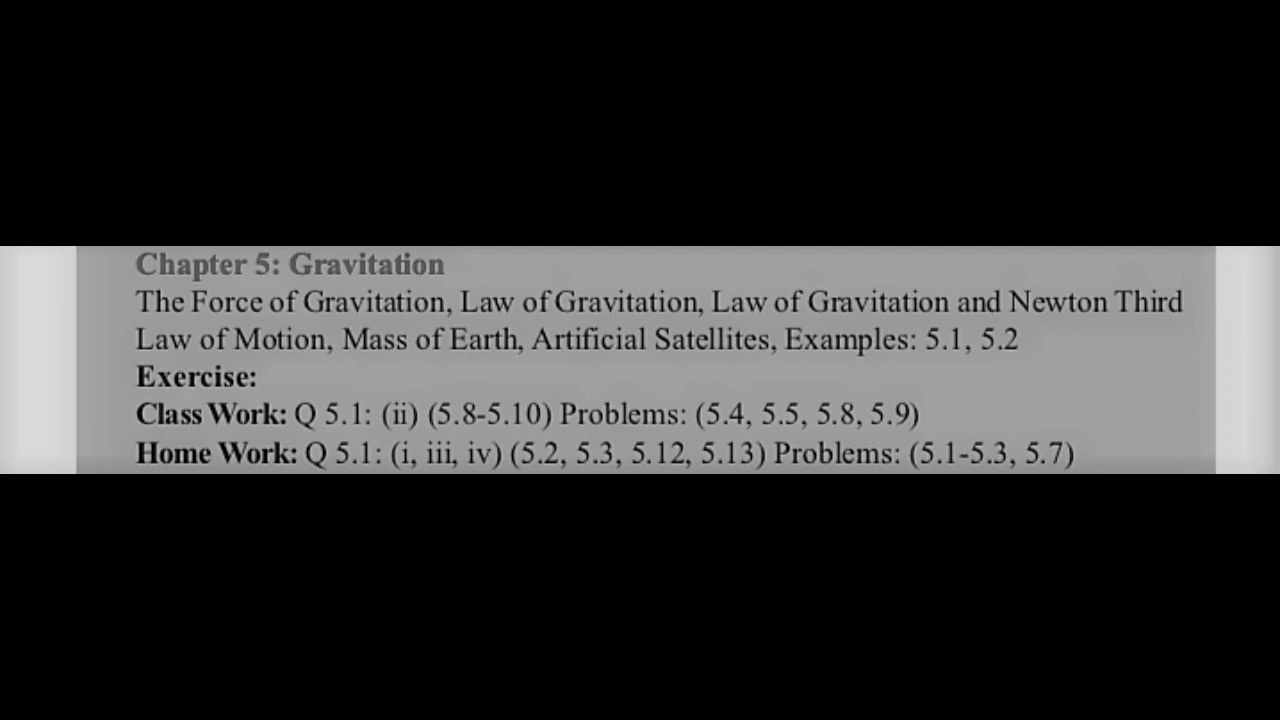 Chapter 5: Gravitation
The Force of Gravitation, Law of Gravitation, Law of Gravitation and Newton Third
Law of Motion, Mass of Earth, Artificial Satellites, Examples: 5.1, 5.2
Exercise:
Class Work: Q 5.1: (ii) (5.8-5.10) Problems: (5.4, 5.5, 5.8, 5.9)
Home Work: Q 5.1: (i, iii, iv) (5.2, 5.3, 5.12, 5.13) Problems: (5.1-5.3, 5.7)